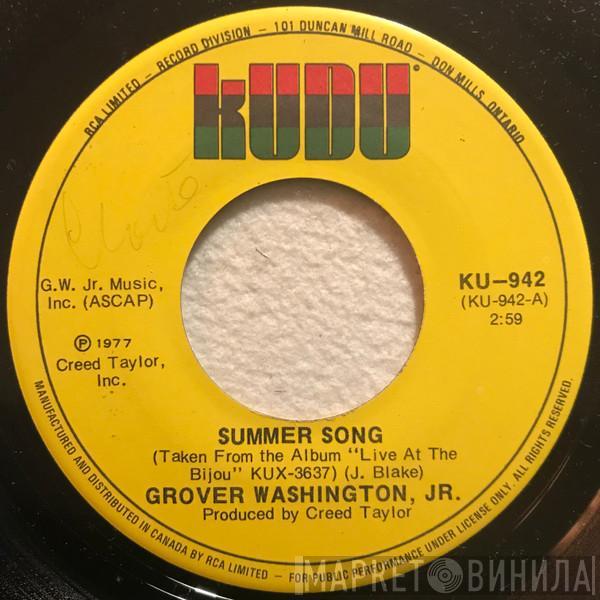 RCA LIMITED – RECORD DIVISION – 101 DUNCAN MILL ROAD – DON MILLS, ONTARIO
KUDU
G.W. Jr. Music,
Inc. (ASCAP)
℗ 1977
Creed Taylor,
Inc.
KU–942
(KU-942-A)
2:59
SUMMER SONG
(Taken From the Album "Live At The
Bijou" KUX-3637) (J. Blake)
GROVER WASHINGTON, JR.
Produced by Creed Taylor
MANUFACTURED AND DISTRIBUTED IN CANADA BY RCA LIMITED – FOR PUBLIC PERFORMANCE UNDER LICENSE ONLY. ALL RIGHTS RESERVED.
МАРКЕТ ВИНИЛА